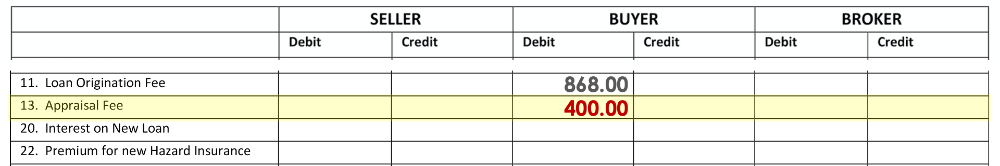 SELLER BUYER BROKER
Debit Credit Debit Credit Debit Credit
11. Loan Origination Fee 868.00
13. Appraisal Fee 400.00
20. Interest on New Loan
22. Premium for new Hazard Insurance